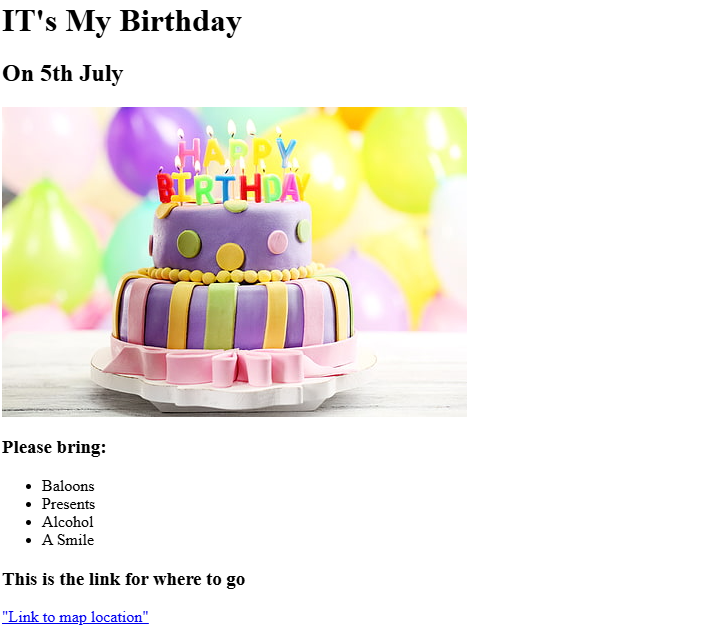 IT's My Birthday
On 5th July
HAPPY
BIRTHDAY
Please bring:
Baloons
Presents
Alcohol
A Smile
This is the link for where to go
"Link to map location"